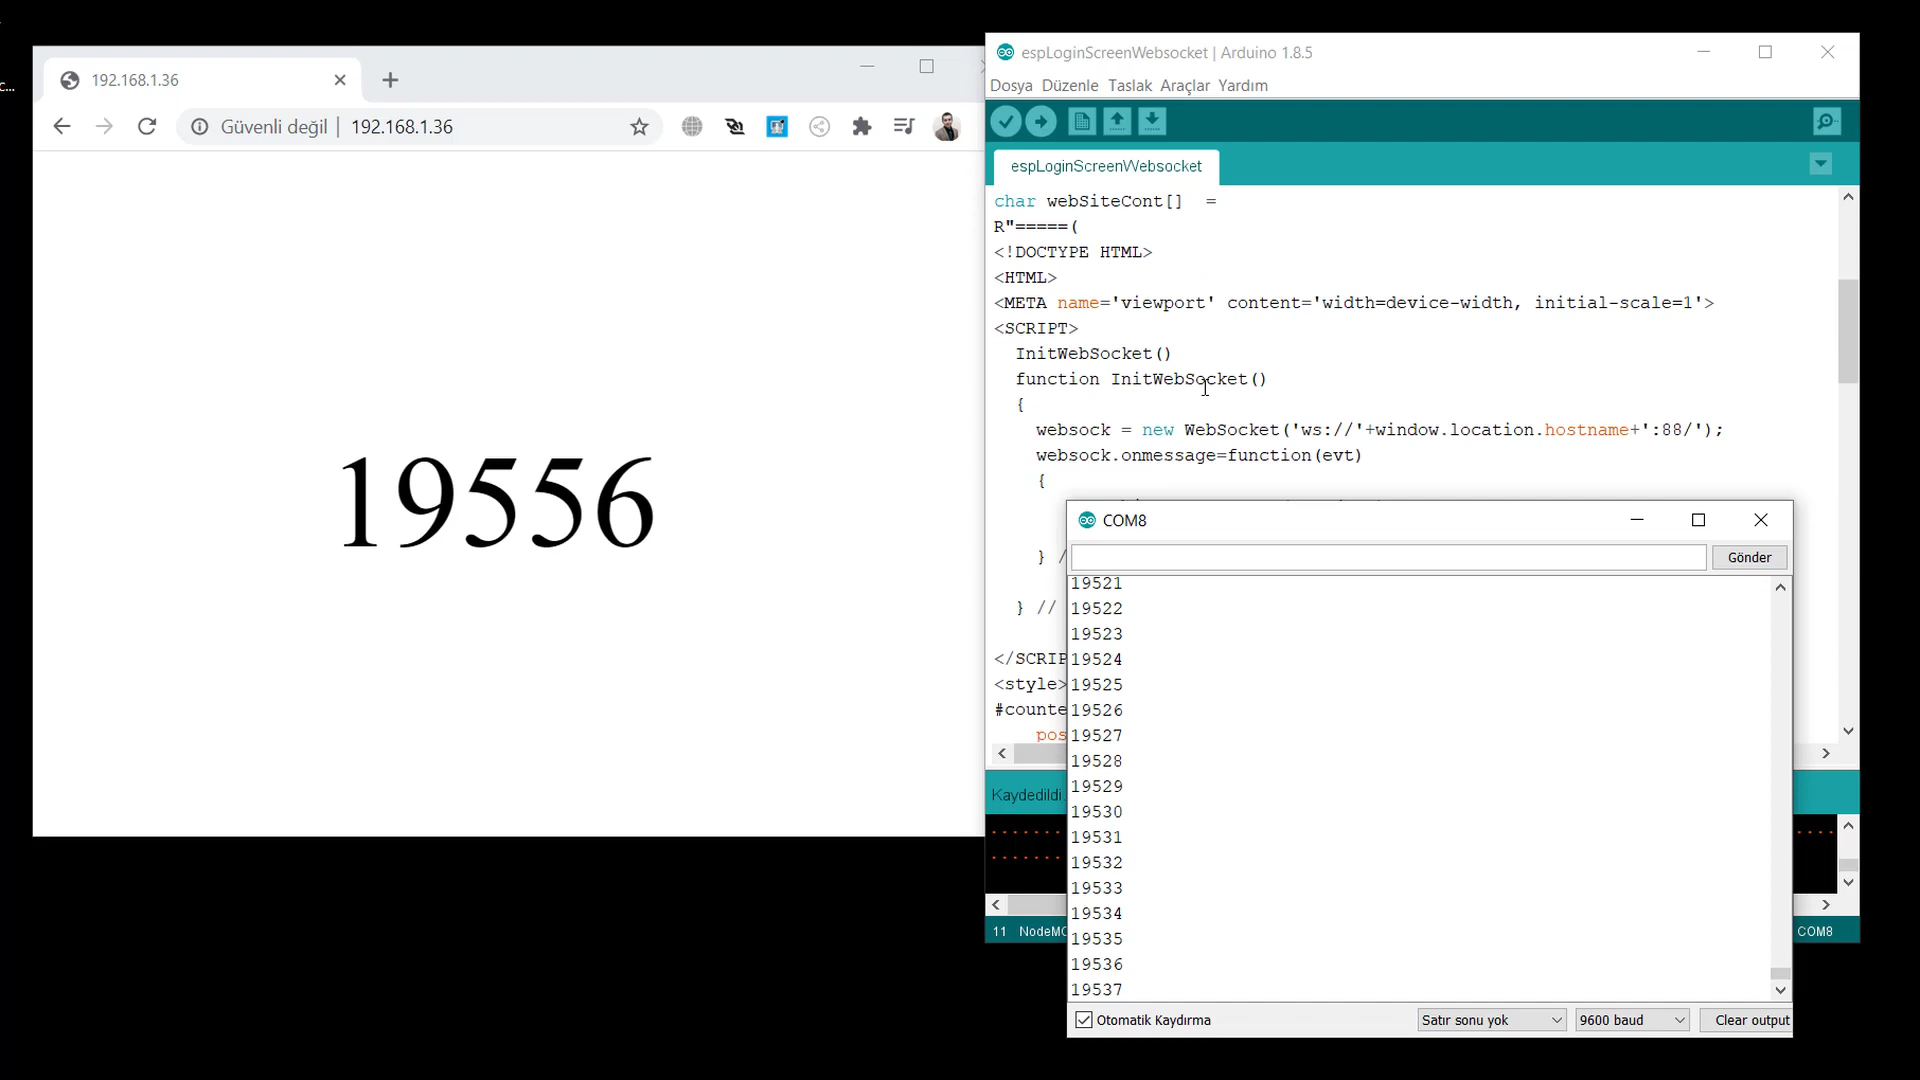 c...
192.168.1.36
Güvenli değil | 192.168.1.36
19556
espLoginScreenWebsocket | Arduino 1.8.5
Dosya Düzenle Taslak Araçlar Yardım
espLoginScreenWebsocket
char webSiteCont[]  =
R"=====(
<!DOCTYPE HTML>
<HTML>
<META name='viewport' content='width=device-width, initial-scale=1'>
<SCRIPT>
InitWebSocket()
function InitWebSocket()
{
websock = new WebSocket('ws://'+window.location.hostname+':88/');
websock.onmessage=function(evt)
{
} /
} //
</SCRIP
<style>
#counte
pos
Kaydedildi
11 NodeMC
COM8
COM8
Gönder
19521
19522
19523
19524
19525
19526
19527
19528
19529
19530
19531
19532
19533
19534
19535
19536
19537
Otomatik Kaydırma
Satır sonu yok
9600 baud
Clear output